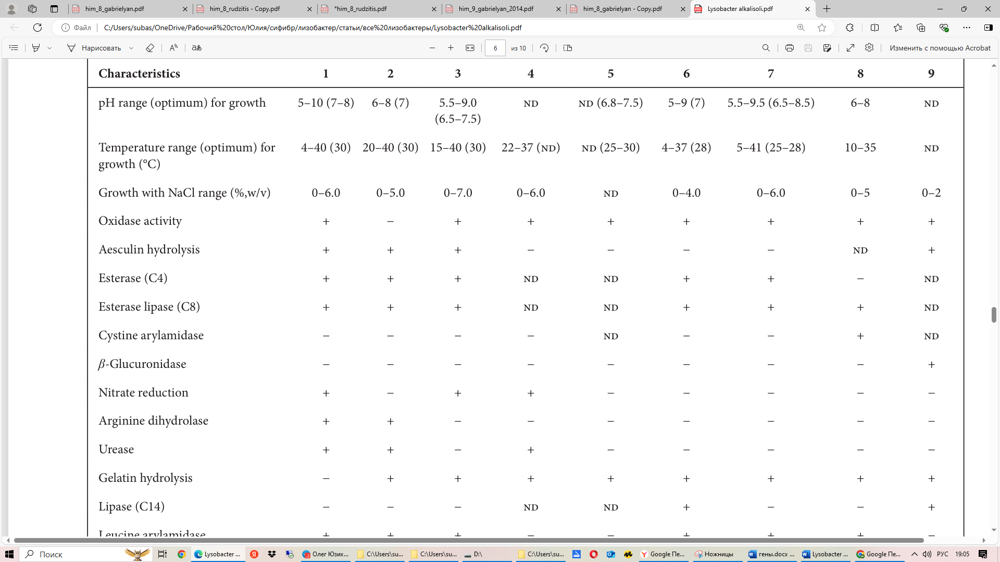 him_8_gabrielyan.pdf
him_8_rudzitis - Copy.pdf
*him_8_rudzitis.pdf
him_9_gabrielyan_2014.pdf
him_8_gabrielyan - Copy.pdf
Lysobacter alkalisoli.pdf
Файл C:/Users/subas/OneDrive/Рабочий%20стол/Юлия/сифибр/лизобактер/статьи/все%20лизобактеры/Lysobacter%20alkalisoli.pdf
Нарисовать 6 из 10 Изменить с помощью Acrobat
Characteristics 1 2 3 4 5 6 7 8 9
pH range (optimum) for growth 5–10 (7–8) 6–8 (7) 5.5–9.0 ND ND (6.8–7.5) 5–9 (7) 5.5–9.5 (6.5–8.5) 6–8 ND
(6.5–7.5)
Temperature range (optimum) for 4–40 (30) 20–40 (30) 15–40 (30) 22–37 (ND) ND (25–30) 4–37 (28) 5–41 (25–28) 10–35 ND
growth (°C)
Growth with NaCl range (%,w/v) 0–6.0 0–5.0 0–7.0 0–6.0 ND 0–4.0 0–6.0 0–5 0–2
Oxidase activity + − + + + + + + +
Aesculin hydrolysis + + + − − − − ND +
Esterase (C4) + + + ND ND + + − ND
Esterase lipase (C8) + + + ND ND + + + ND
Cystine arylamidase − − − − ND − − + ND
β-Glucuronidase − − − − − − − − +
Nitrate reduction + − + + − − − − −
Arginine dihydrolase + + − − − − − − −
Urease + + − + − − − − −
Gelatin hydrolysis − + + + + + + + +
Lipase (C14) − − − ND ND + − − +
Leucine arylamidase + + + − − + + + −
Поиск Lysobacter ... Олег Юзих... C:\Users\su... C:\Users\su... D:\ C:\Users\su... Google Пе... Ножницы гены.docx ... Lysobacter ... Google Пе... РУС 19:05